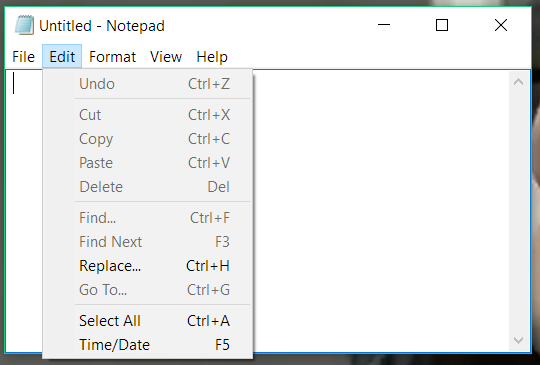 Untitled - Notepad
File Edit Format View Help
Undo Ctrl+Z
Cut Ctrl+X
Copy Ctrl+C
Paste Ctrl+V
Delete Del
Find... Ctrl+F
Find Next F3
Replace... Ctrl+H
Go To... Ctrl+G
Select All Ctrl+A
Time/Date F5